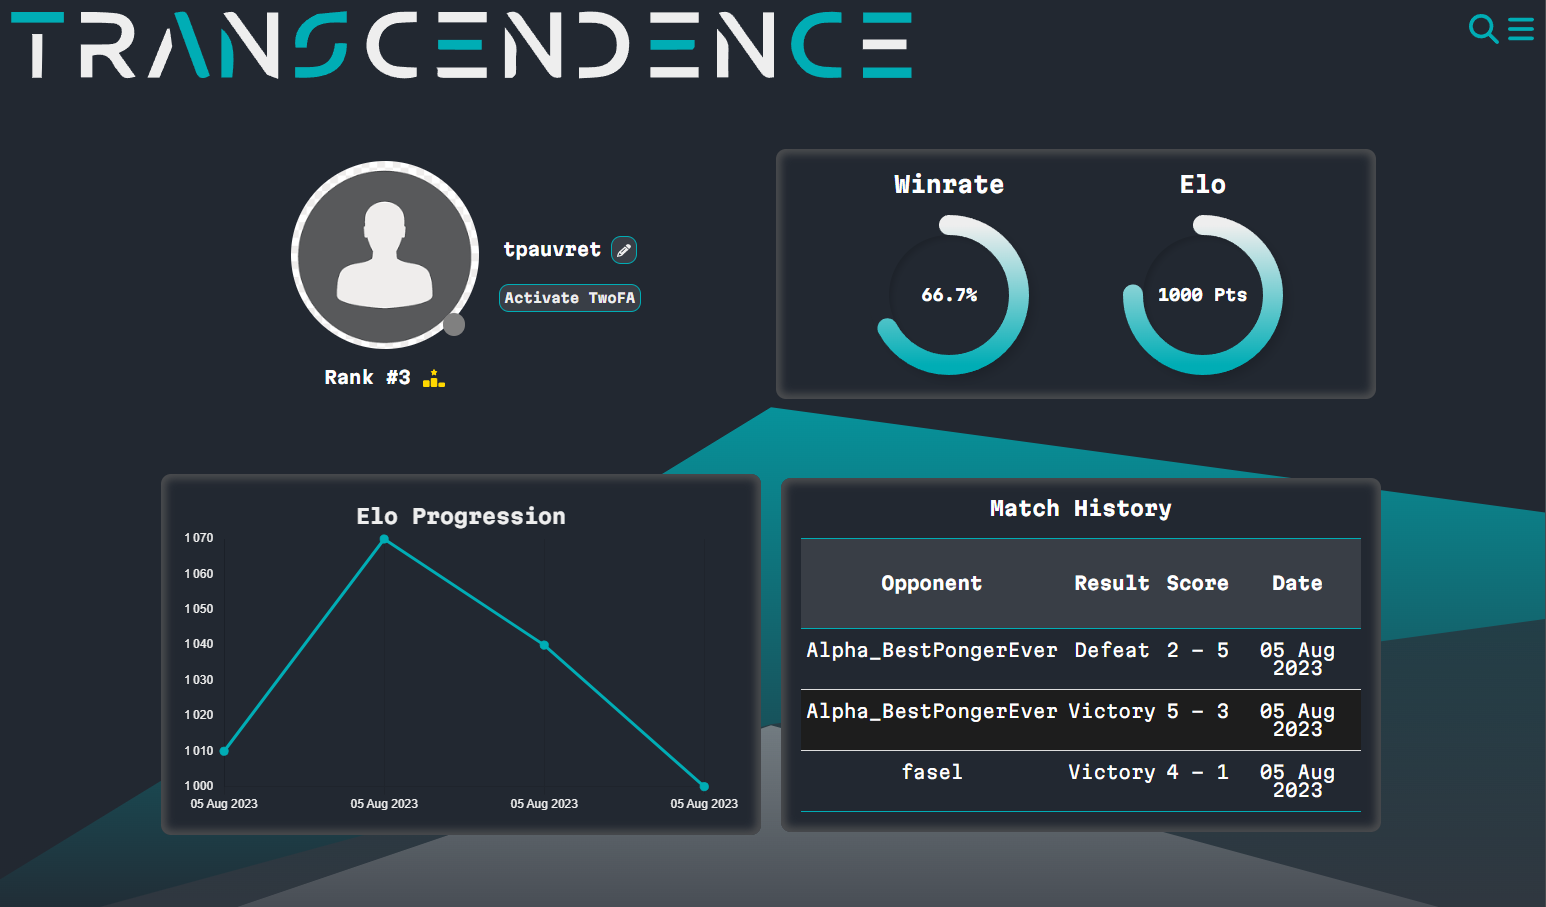 TRANSCENDENCE
tpauvret
Activate TwoFA
Rank #3
Winrate
Elo
66.7%
1000 Pts
Elo Progression
1 070
1 060
1 050
1 040
1 030
1 020
1 010
1 000
05 Aug 2023
05 Aug 2023
05 Aug 2023
05 Aug 2023
Match History
Opponent Result Score Date
Alpha_BestPongerEver Defeat 2 - 5 05 Aug
2023
Alpha_BestPongerEver Victory 5 - 3 05 Aug
2023
fasel Victory 4 - 1 05 Aug
2023